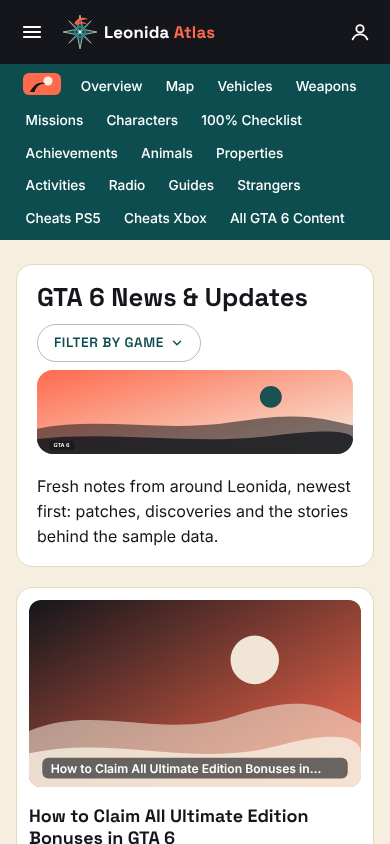 Leonida Atlas
Overview Map Vehicles Weapons
Missions Characters 100% Checklist
Achievements Animals Properties
Activities Radio Guides Strangers
Cheats PS5 Cheats Xbox All GTA 6 Content
GTA 6 News & Updates
FILTER BY GAME
GTA 6
Fresh notes from around Leonida, newest
first: patches, discoveries and the stories
behind the sample data.
How to Claim All Ultimate Edition Bonuses in...
How to Claim All Ultimate Edition
Bonuses in GTA 6